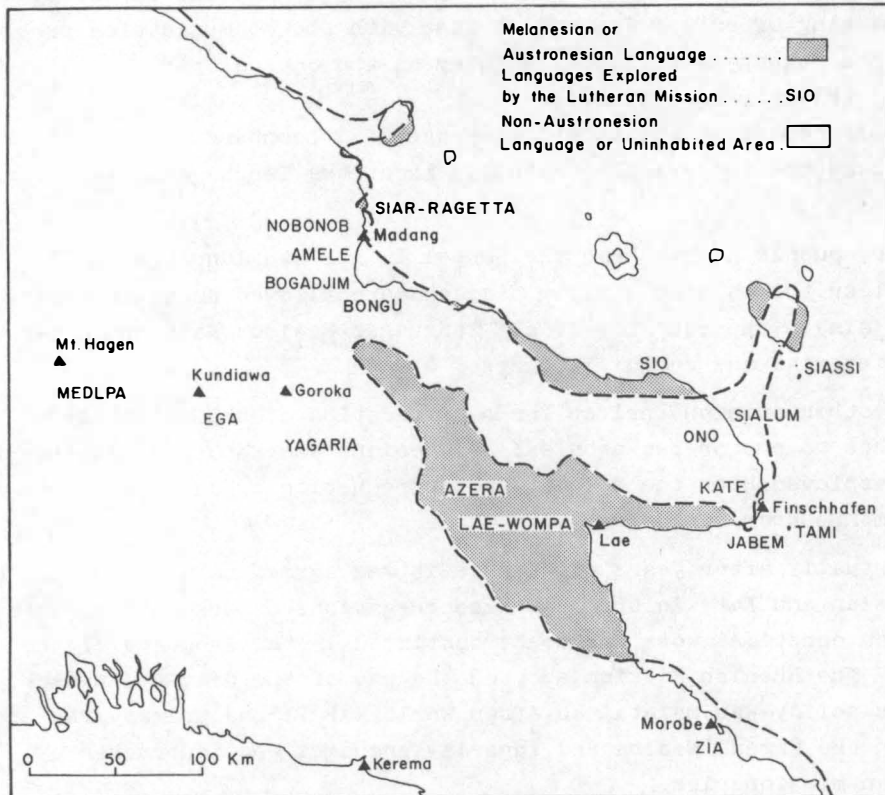 Melanesian or
Austronesian Language.......
Languages Explored
by the Lutheran Mission.....SIO
Non-Austronesion
Language or Uninhabited Area.
SIAR-RAGETTA
NOBONOB
Madang
AMELE
BOGADJIM
BONGU
Mt. Hagen
MEDLPA
Kundiawa
EGA
Goroka
YAGARIA
SIO
SIASSI
SIALUM
ONO
AZERA
KATE
Finschhafen
LAE-WOMPA
Lae
JABEM
TAMI
Morobe
ZIA
0 50 100 Km
Kerema